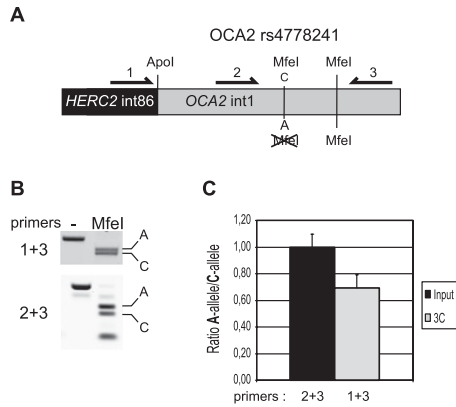 A
OCA2 rs4778241
1 ApoI 2 MfeI MfeI 3
C
HERC2 int86 OCA2 int1
A
MfeI MfeI
B
primers - MfeI
1+3 A
C
2+3 A
C
C
Ratio A-allele/C-allele
1,20
1,00
0,80
0,60
0,40
0,20
0,00
Input
3C
primers : 2+3 1+3